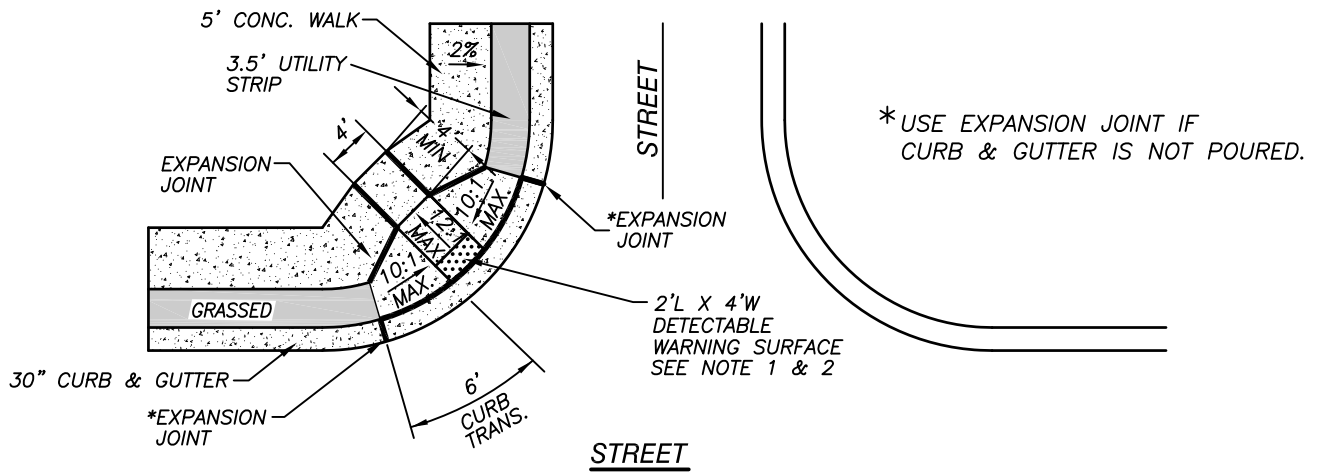 5' CONC. WALK
2%
3.5' UTILITY
STRIP
STREET
* USE EXPANSION JOINT IF
CURB & GUTTER IS NOT POURED.
4'
4'
MIN.
EXPANSION
JOINT
10:1
MAX.
12:1
MAX.
*EXPANSION
JOINT
10:1
MAX.
GRASSED
2'L X 4'W
DETECTABLE
WARNING SURFACE
SEE NOTE 1 & 2
30" CURB & GUTTER
6'
CURB
TRANS.
*EXPANSION
JOINT
STREET